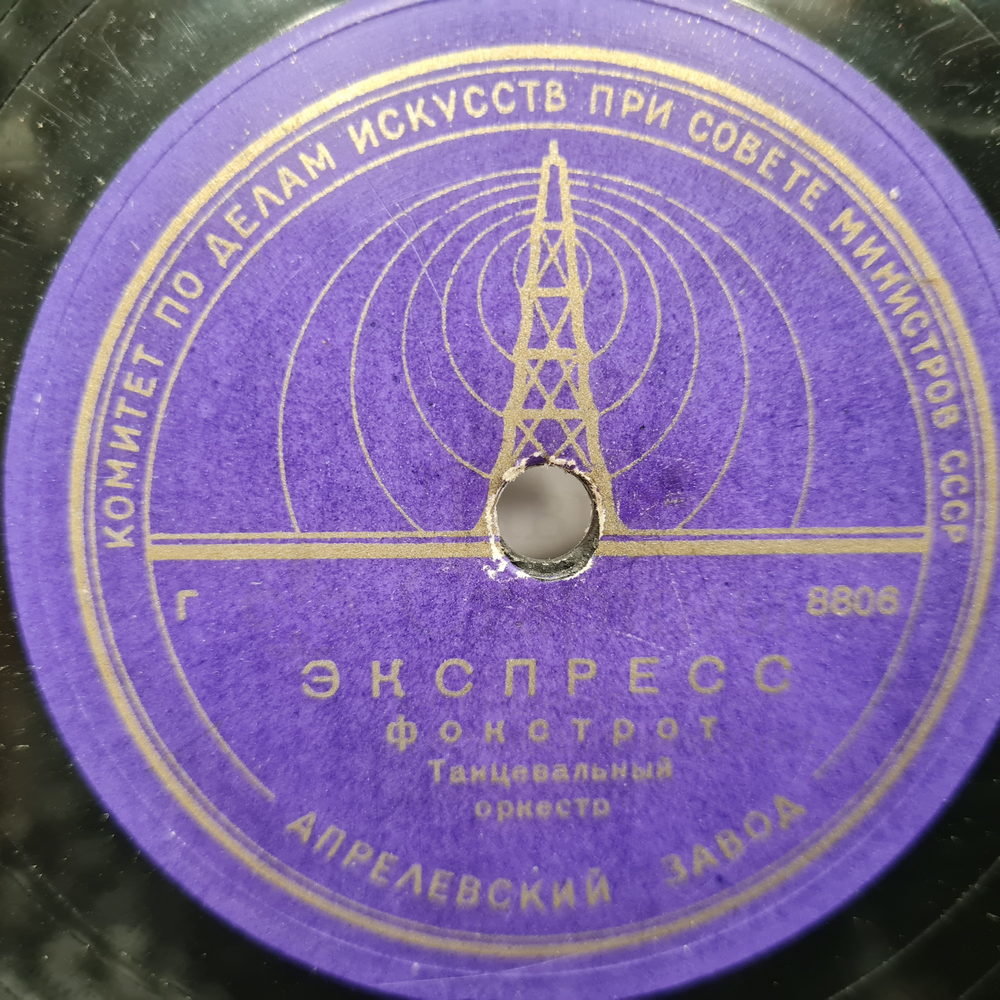 КОМИТЕТ ПО ДЕЛАМ ИСКУССТВ ПРИ СОВЕТЕ МИНИСТРОВ СССР
Г 8806
ЭКСПРЕСС
фокстрот
Танцевальный
оркестр
АПРЕЛЕВСКИЙ ЗАВОД